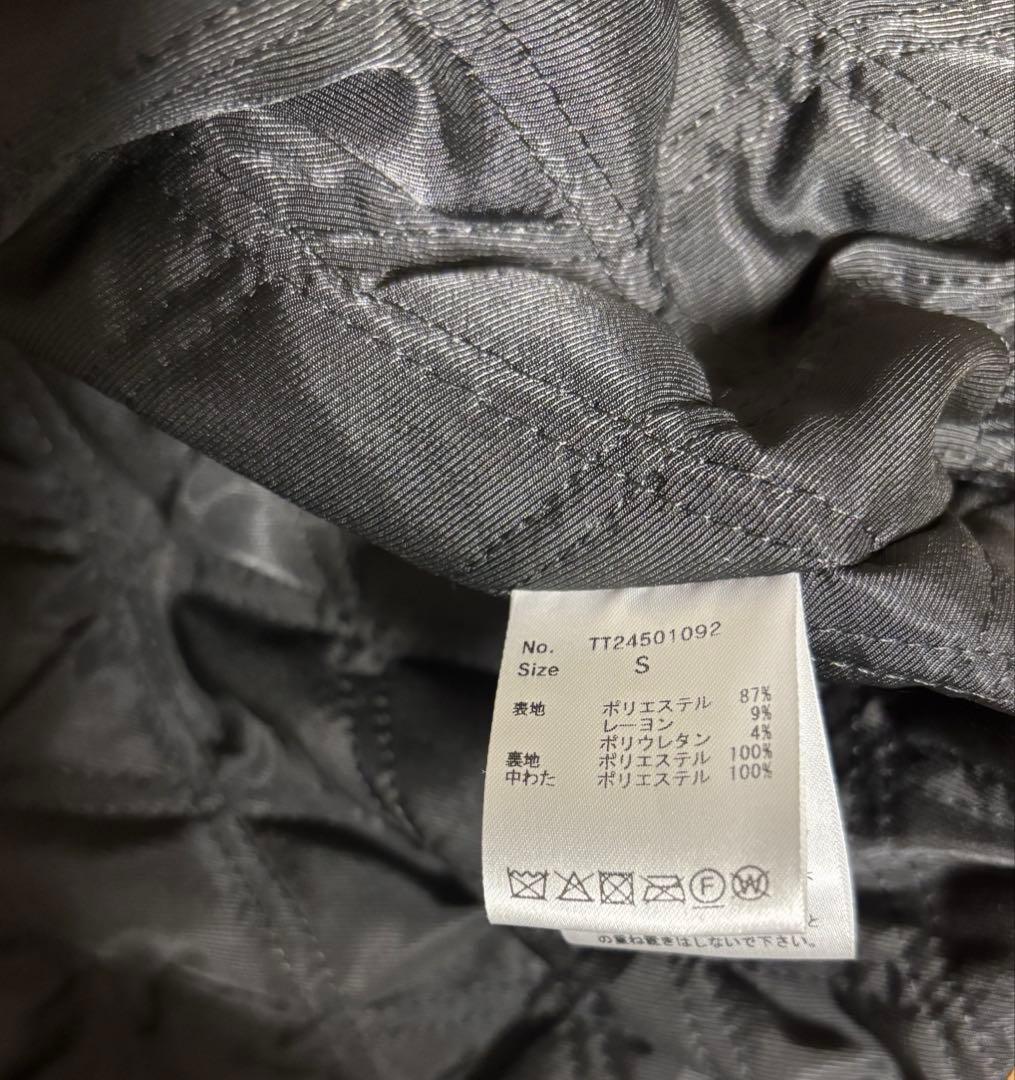 No. TT24501092
Size S
表地 ポリエステル 87%
レーヨン 9%
ポリウレタン 4%
裏地 ポリエステル 100%
中わた ポリエステル 100%
F W
と
の重ね敷きはしないで下さい。